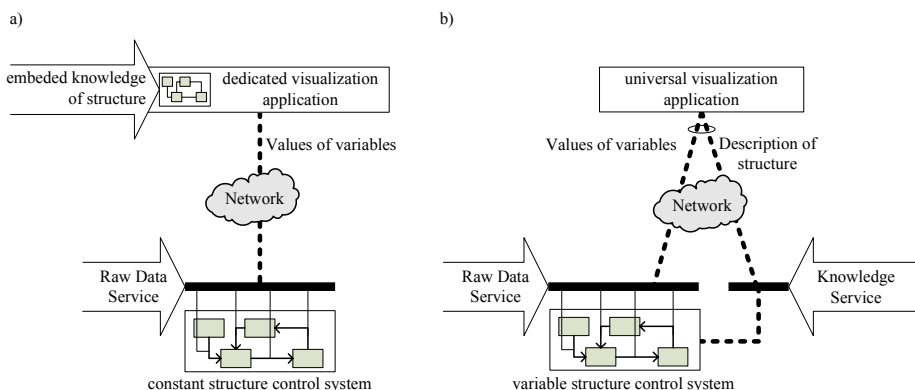 a)
embeded knowledge
of structure
dedicated visualization
application
Values of variables
Network
Raw Data
Service
constant structure control system
b)
universal visualization
application
Values of variables
Description of
structure
Network
Raw Data
Service
Knowledge
Service
variable structure control system